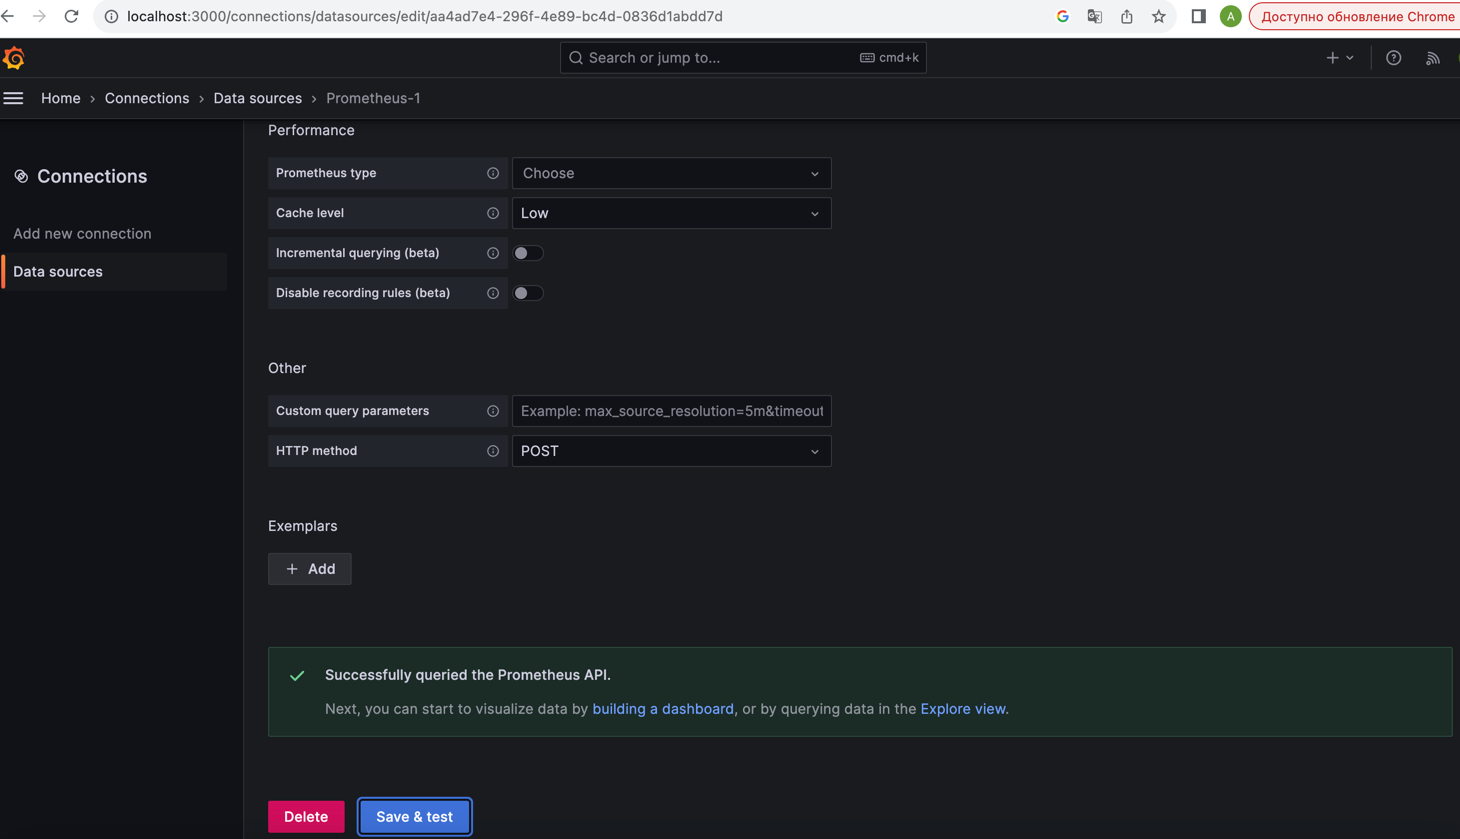 localhost:3000/connections/datasources/edit/aa4ad7e4-296f-4e89-bc4d-0836d1abdd7d
A
Доступно обновление Chrome
Search or jump to...
cmd+k
Home › Connections › Data sources › Prometheus-1
Connections
Add new connection
Data sources
Performance
Prometheus type
Choose
Cache level
Low
Incremental querying (beta)
Disable recording rules (beta)
Other
Custom query parameters
Example: max_source_resolution=5m&timeout
HTTP method
POST
Exemplars
+ Add
Successfully queried the Prometheus API.
Next, you can start to visualize data by building a dashboard, or by querying data in the Explore view.
Delete
Save & test